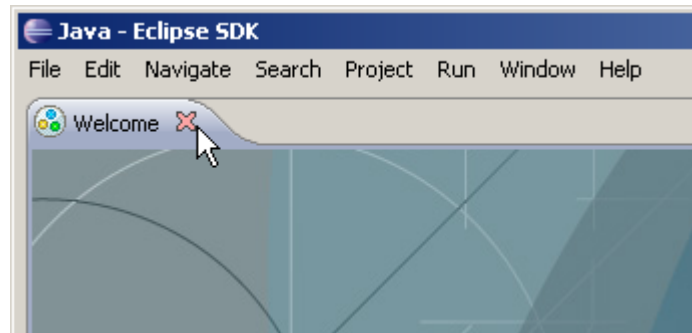 Java - Eclipse SDK
File Edit Navigate Search Project Run Window Help
Welcome